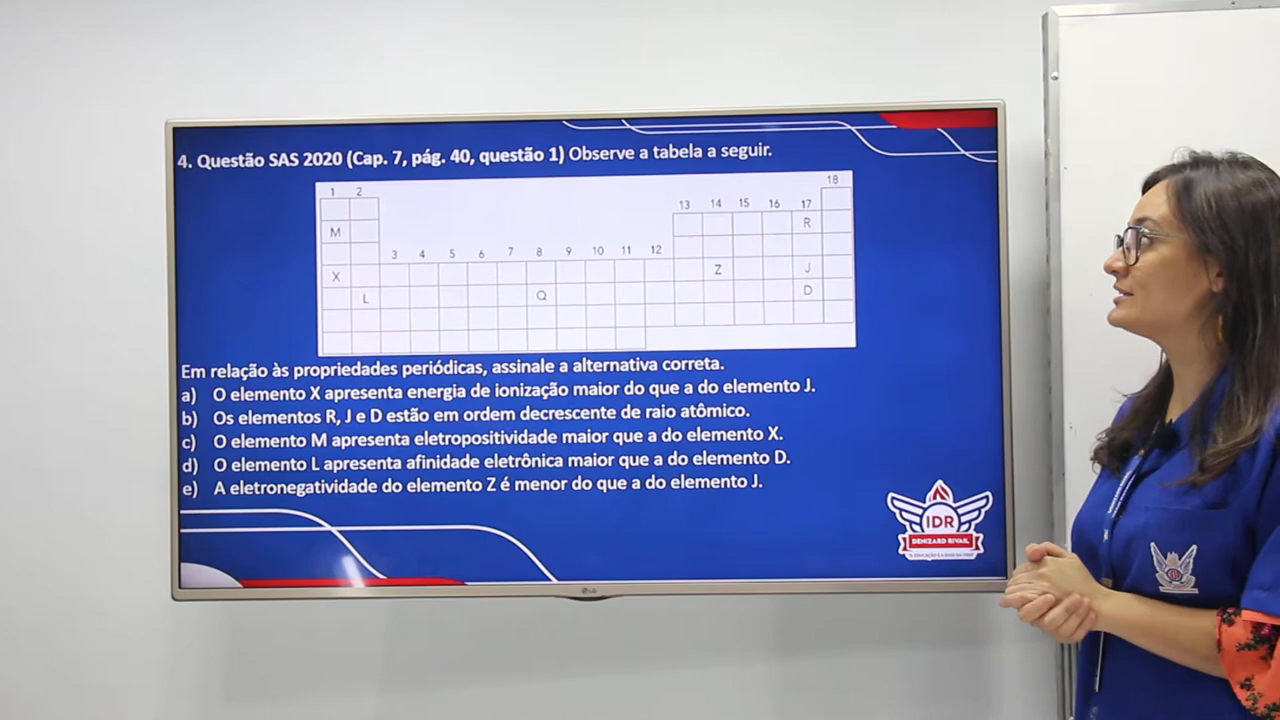 4. Questão SAS 2020 (Cap. 7, pág. 40, questão 1) Observe a tabela a seguir.
1 2 18
13 14 15 16 17
M R
3 4 5 6 7 8 9 10 11 12
X Z J
L Q D
Em relação às propriedades periódicas, assinale a alternativa correta.
a) O elemento X apresenta energia de ionização maior do que a do elemento J.
b) Os elementos R, J e D estão em ordem decrescente de raio atômico.
c) O elemento M apresenta eletropositividade maior que a do elemento X.
d) O elemento L apresenta afinidade eletrônica maior que a do elemento D.
e) A eletronegatividade do elemento Z é menor do que a do elemento J.
IDR
DENIZARD RIVAIL
LG